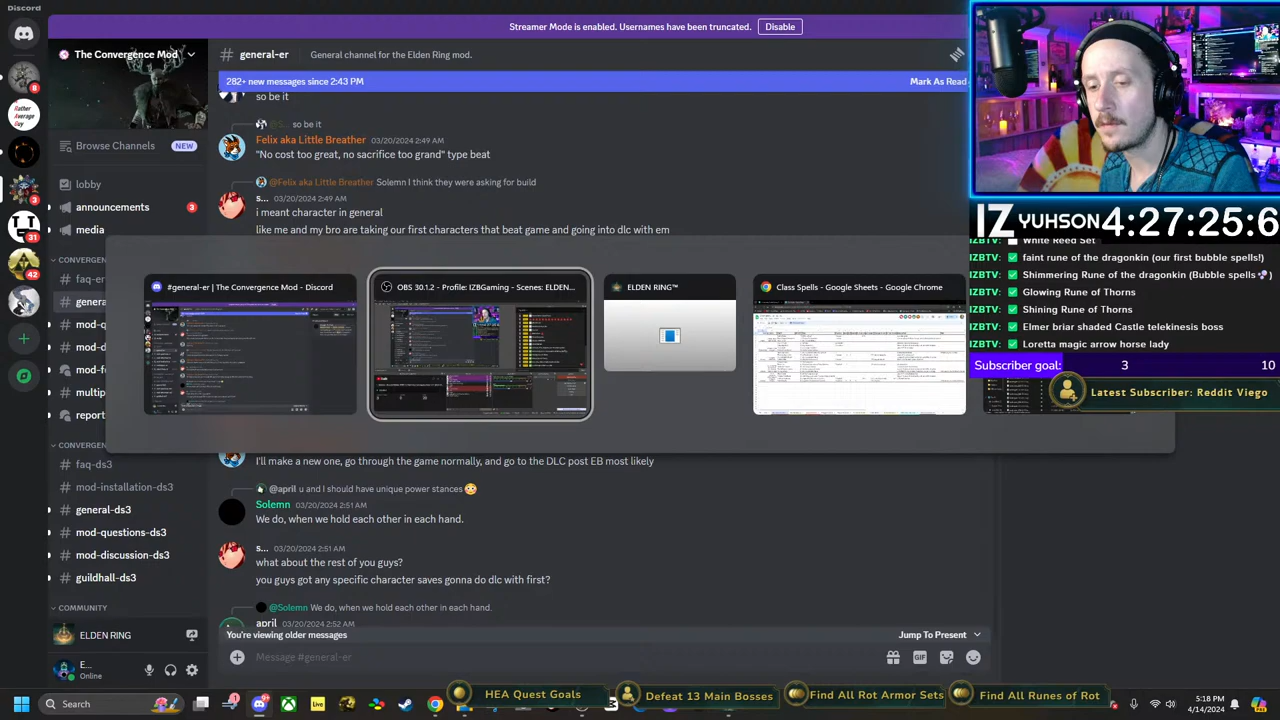 Discord
Streamer Mode is enabled. Usernames have been truncated.
Disable
The Convergence Mod
general-er
General channel for the Elden Ring mod.
282+ new messages since 2:43 PM
Mark As Read
so be it
so be it
Felix aka Little Breather 03/20/2024 2:49 AM
"No cost too great, no sacrifice too grand" type beat
@Felix aka Little Breather Solemn I think they were asking for build
s... 03/20/2024 2:49 AM
i meant character in general
like me and my bro are taking our first characters that beat game and going into dlc with em
Browse Channels NEW
lobby
announcements 3
media
8
Rather Average Guy
3
31
42
#general-er | The Convergence Mod - Discord
OBS 30.1.2 - Profile: IZBGaming - Scenes: ELDEN...
ELDEN RING™
Class Spells - Google Sheets - Google Chrome
IZ YUHSON 4:27:25:6
IZBTV: White Reed Set
IZBTV: faint rune of the dragonkin (our first bubble spells!)
IZBTV: Shimmering Rune of the dragonkin (Bubble spells )
IZBTV: Glowing Rune of Thorns
IZBTV: Shining Rune of Thorns
IZBTV: Elmer briar shaded Castle telekinesis boss
IZBTV: Loretta magic arrow horse lady
Subscriber goal: 3 10
Latest Subscriber: Reddit Viego
faq-ds3
mod-installation-ds3
general-ds3
mod-questions-ds3
mod-discussion-ds3
guildhall-ds3
COMMUNITY
ELDEN RING
E...
Online
I'll make a new one, go through the game normally, and go to the DLC post EB most likely
@april u and I should have unique power stances
Solemn 03/20/2024 2:51 AM
We do, when we hold each other in each hand.
s... 03/20/2024 2:51 AM
what about the rest of you guys?
you guys got any specific character saves gonna do dlc with first?
@Solemn We do, when we hold each other in each hand.
april 03/20/2024 2:52 AM
You're viewing older messages
Jump To Present
Message #general-er
GIF
HEA Quest Goals
Defeat 13 Main Bosses
Find All Rot Armor Sets
Find All Runes of Rot
Search
Live
5:18 PM
4/14/2024